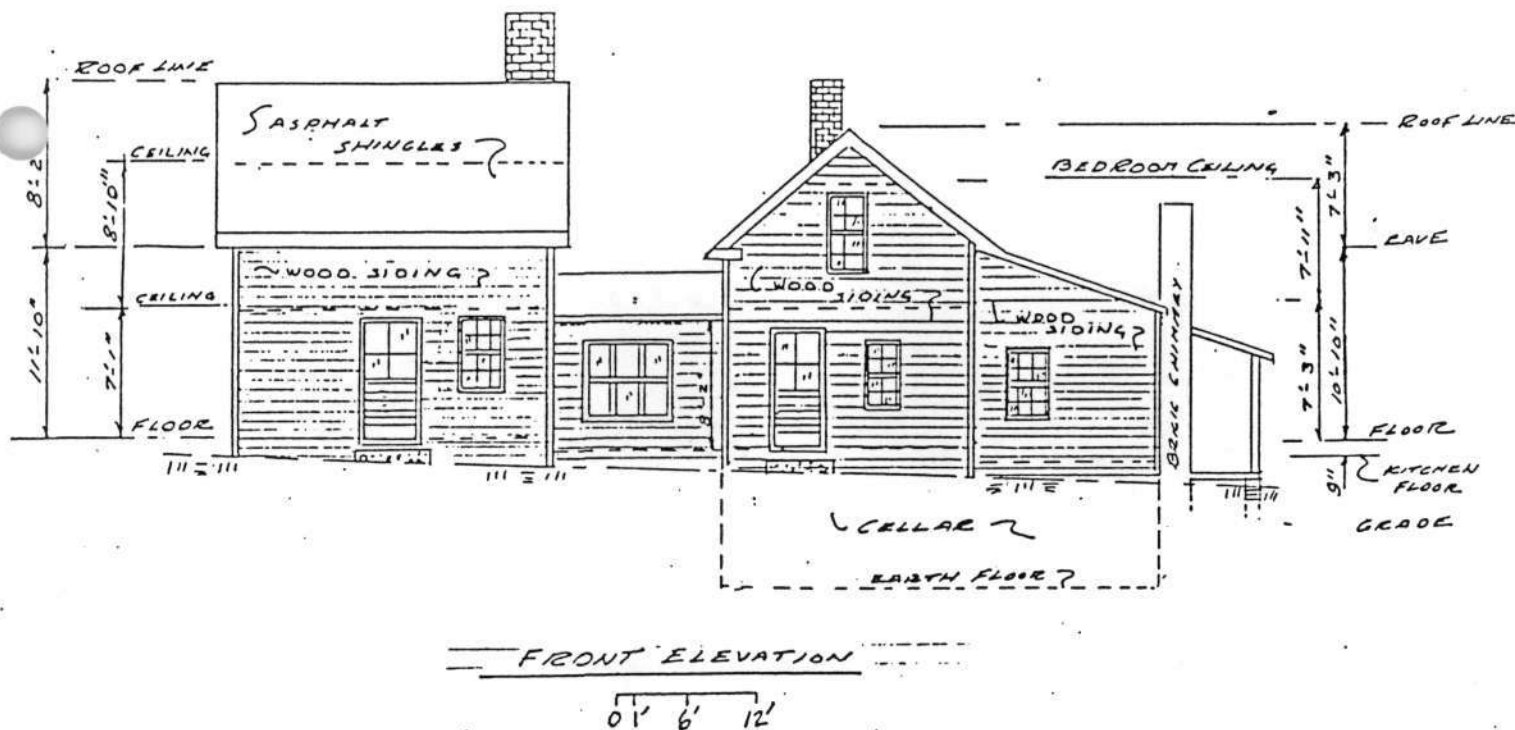 ROOF LINE
ASPHALT
SHINGLES
CEILING
8'-2
8'-10"
WOOD SIDING
CEILING
11'-10"
7'-1"
FLOOR
ROOF LINE
BEDROOM CEILING
7'-3"
7'-11"
EAVE
WOOD
SIDING
WOOD
SIDING
BRICK CHIMNEY
7'-3"
10'-10"
FLOOR
9"
KITCHEN
FLOOR
GRADE
CELLAR
EARTH FLOOR
FRONT ELEVATION
0 1' 6' 12'